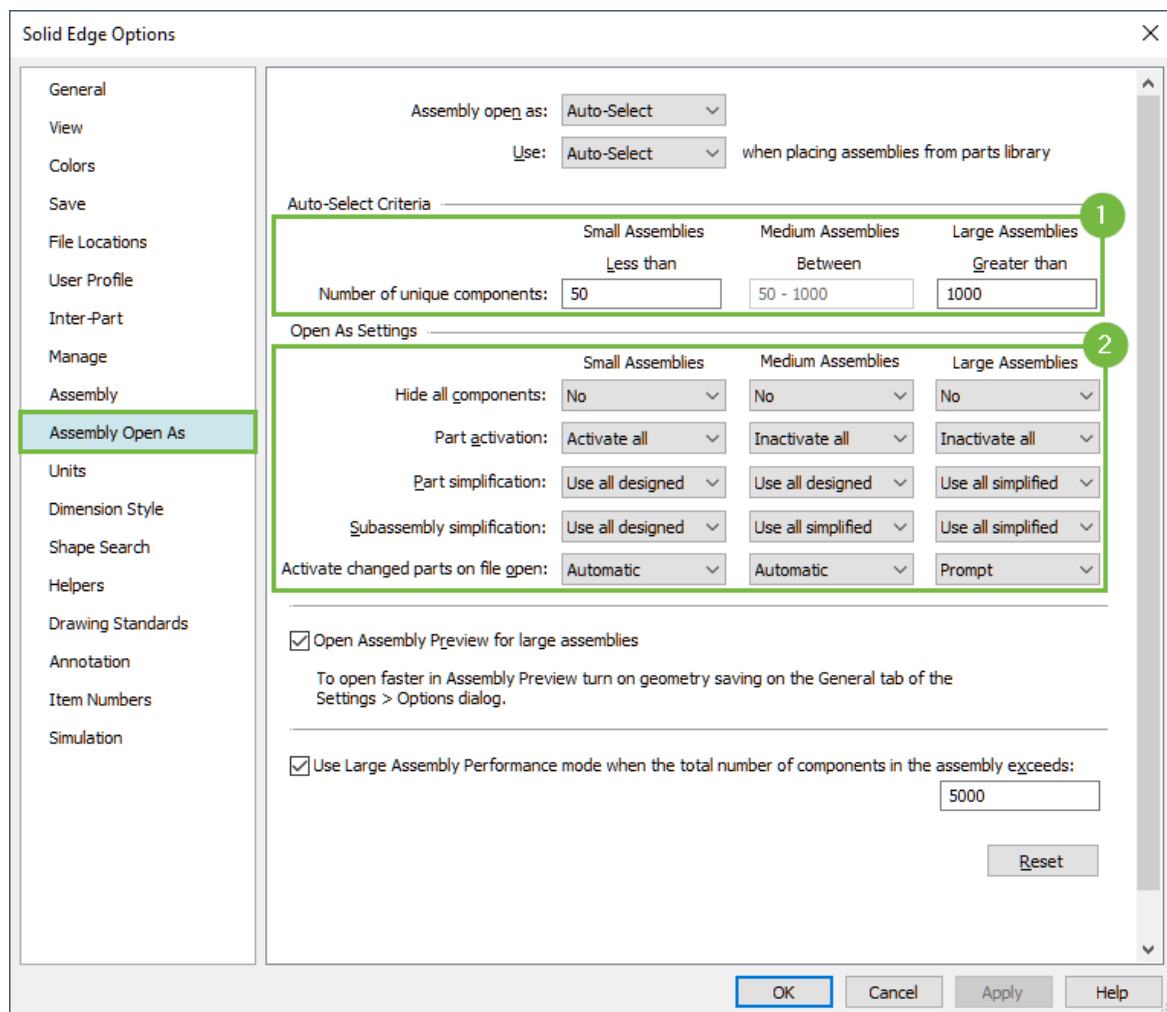 Solid Edge Options
General
View
Colors
Save
File Locations
User Profile
Inter-Part
Manage
Assembly
Assembly Open As
Units
Dimension Style
Shape Search
Helpers
Drawing Standards
Annotation
Item Numbers
Simulation
Assembly open as: Auto-Select
Use: Auto-Select when placing assemblies from parts library
Auto-Select Criteria
1
Small Assemblies Medium Assemblies Large Assemblies
Less than Between Greater than
Number of unique components: 50 50 - 1000 1000
Open As Settings
2
Small Assemblies Medium Assemblies Large Assemblies
Hide all components: No No No
Part activation: Activate all Inactivate all Inactivate all
Part simplification: Use all designed Use all designed Use all simplified
Subassembly simplification: Use all designed Use all simplified Use all simplified
Activate changed parts on file open: Automatic Automatic Prompt
Open Assembly Preview for large assemblies
To open faster in Assembly Preview turn on geometry saving on the General tab of the
Settings > Options dialog.
Use Large Assembly Performance mode when the total number of components in the assembly exceeds:
5000
Reset
OK Cancel Apply Help